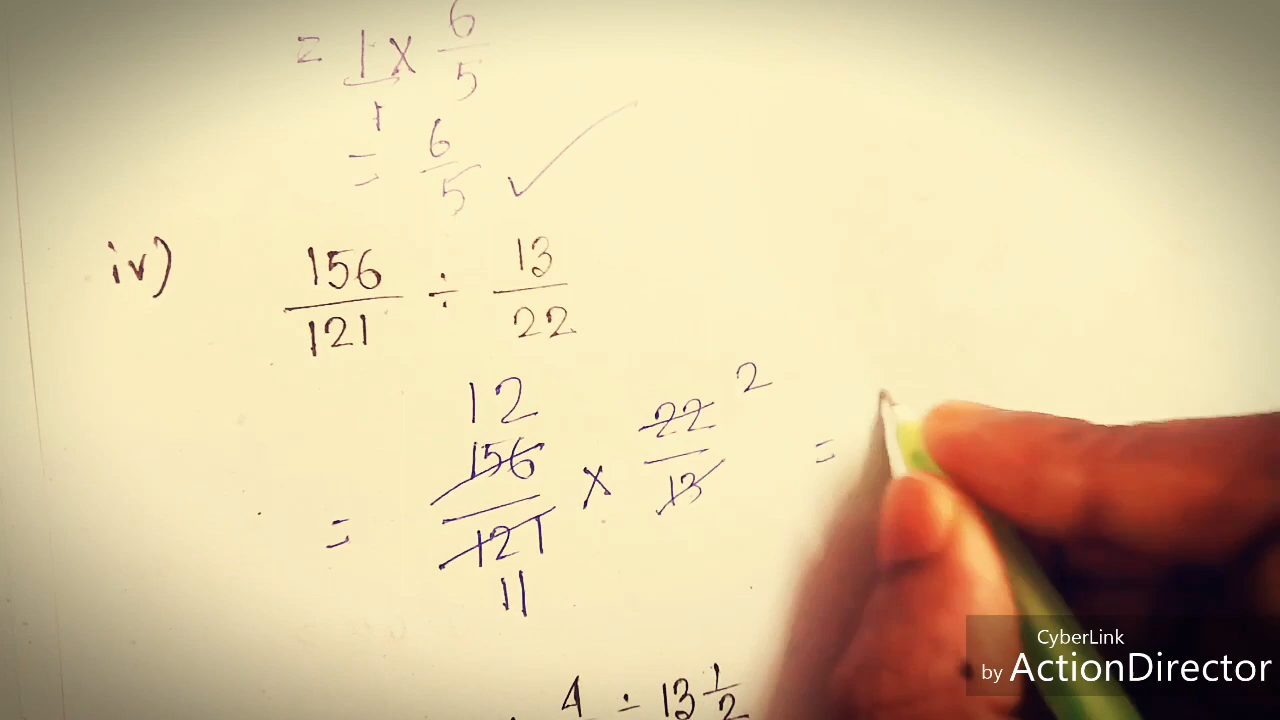 = 1/1 × 6/5
= 6/5 ✓
iv) 156/121 ÷ 13/22
12 2
= 156/121 × 22/13 =
11
4 ÷ 13 1/2
CyberLink
by ActionDirector